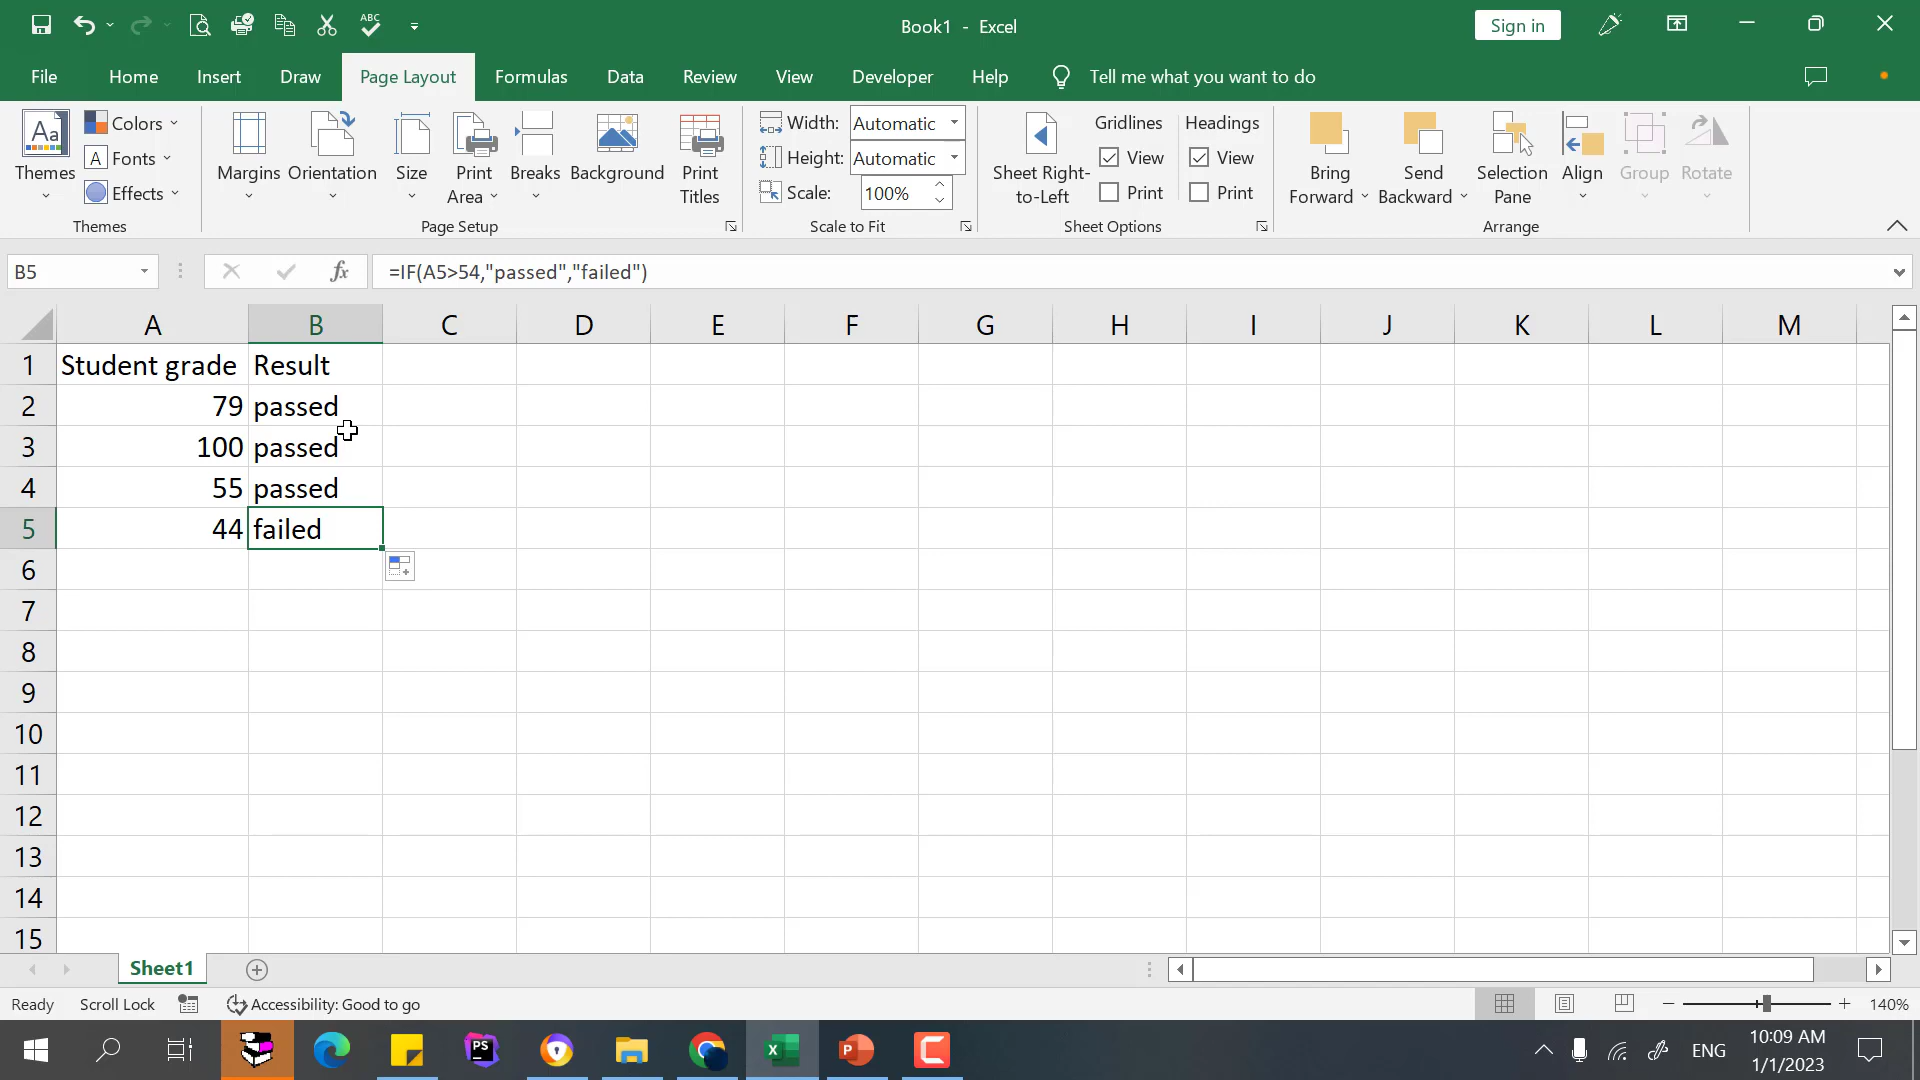 ABC
Book1 - Excel
Sign in
File Home Insert Draw Page Layout Formulas Data Review View Developer Help Tell me what you want to do
Aa
Themes
Colors
A Fonts
Effects
Themes
Margins
Orientation
Size
Print
Area
Breaks
Background
Print
Titles
Page Setup
Width: Automatic
Height: Automatic
Scale: 100%
Scale to Fit
Sheet Right-
to-Left
Gridlines
View
Print
Headings
View
Print
Sheet Options
Bring
Forward
Send
Backward
Selection
Pane
Align
Group
Rotate
Arrange
B5 fx =IF(A5>54,"passed","failed")
A B C D E F G H I J K L M
1 Student grade Result
2 79 passed
3 100 passed
4 55 passed
5 44 failed
6
7
8
9
10
11
12
13
14
15
Sheet1
Ready Scroll Lock Accessibility: Good to go 140%
PS X P C ENG
10:09 AM
1/1/2023